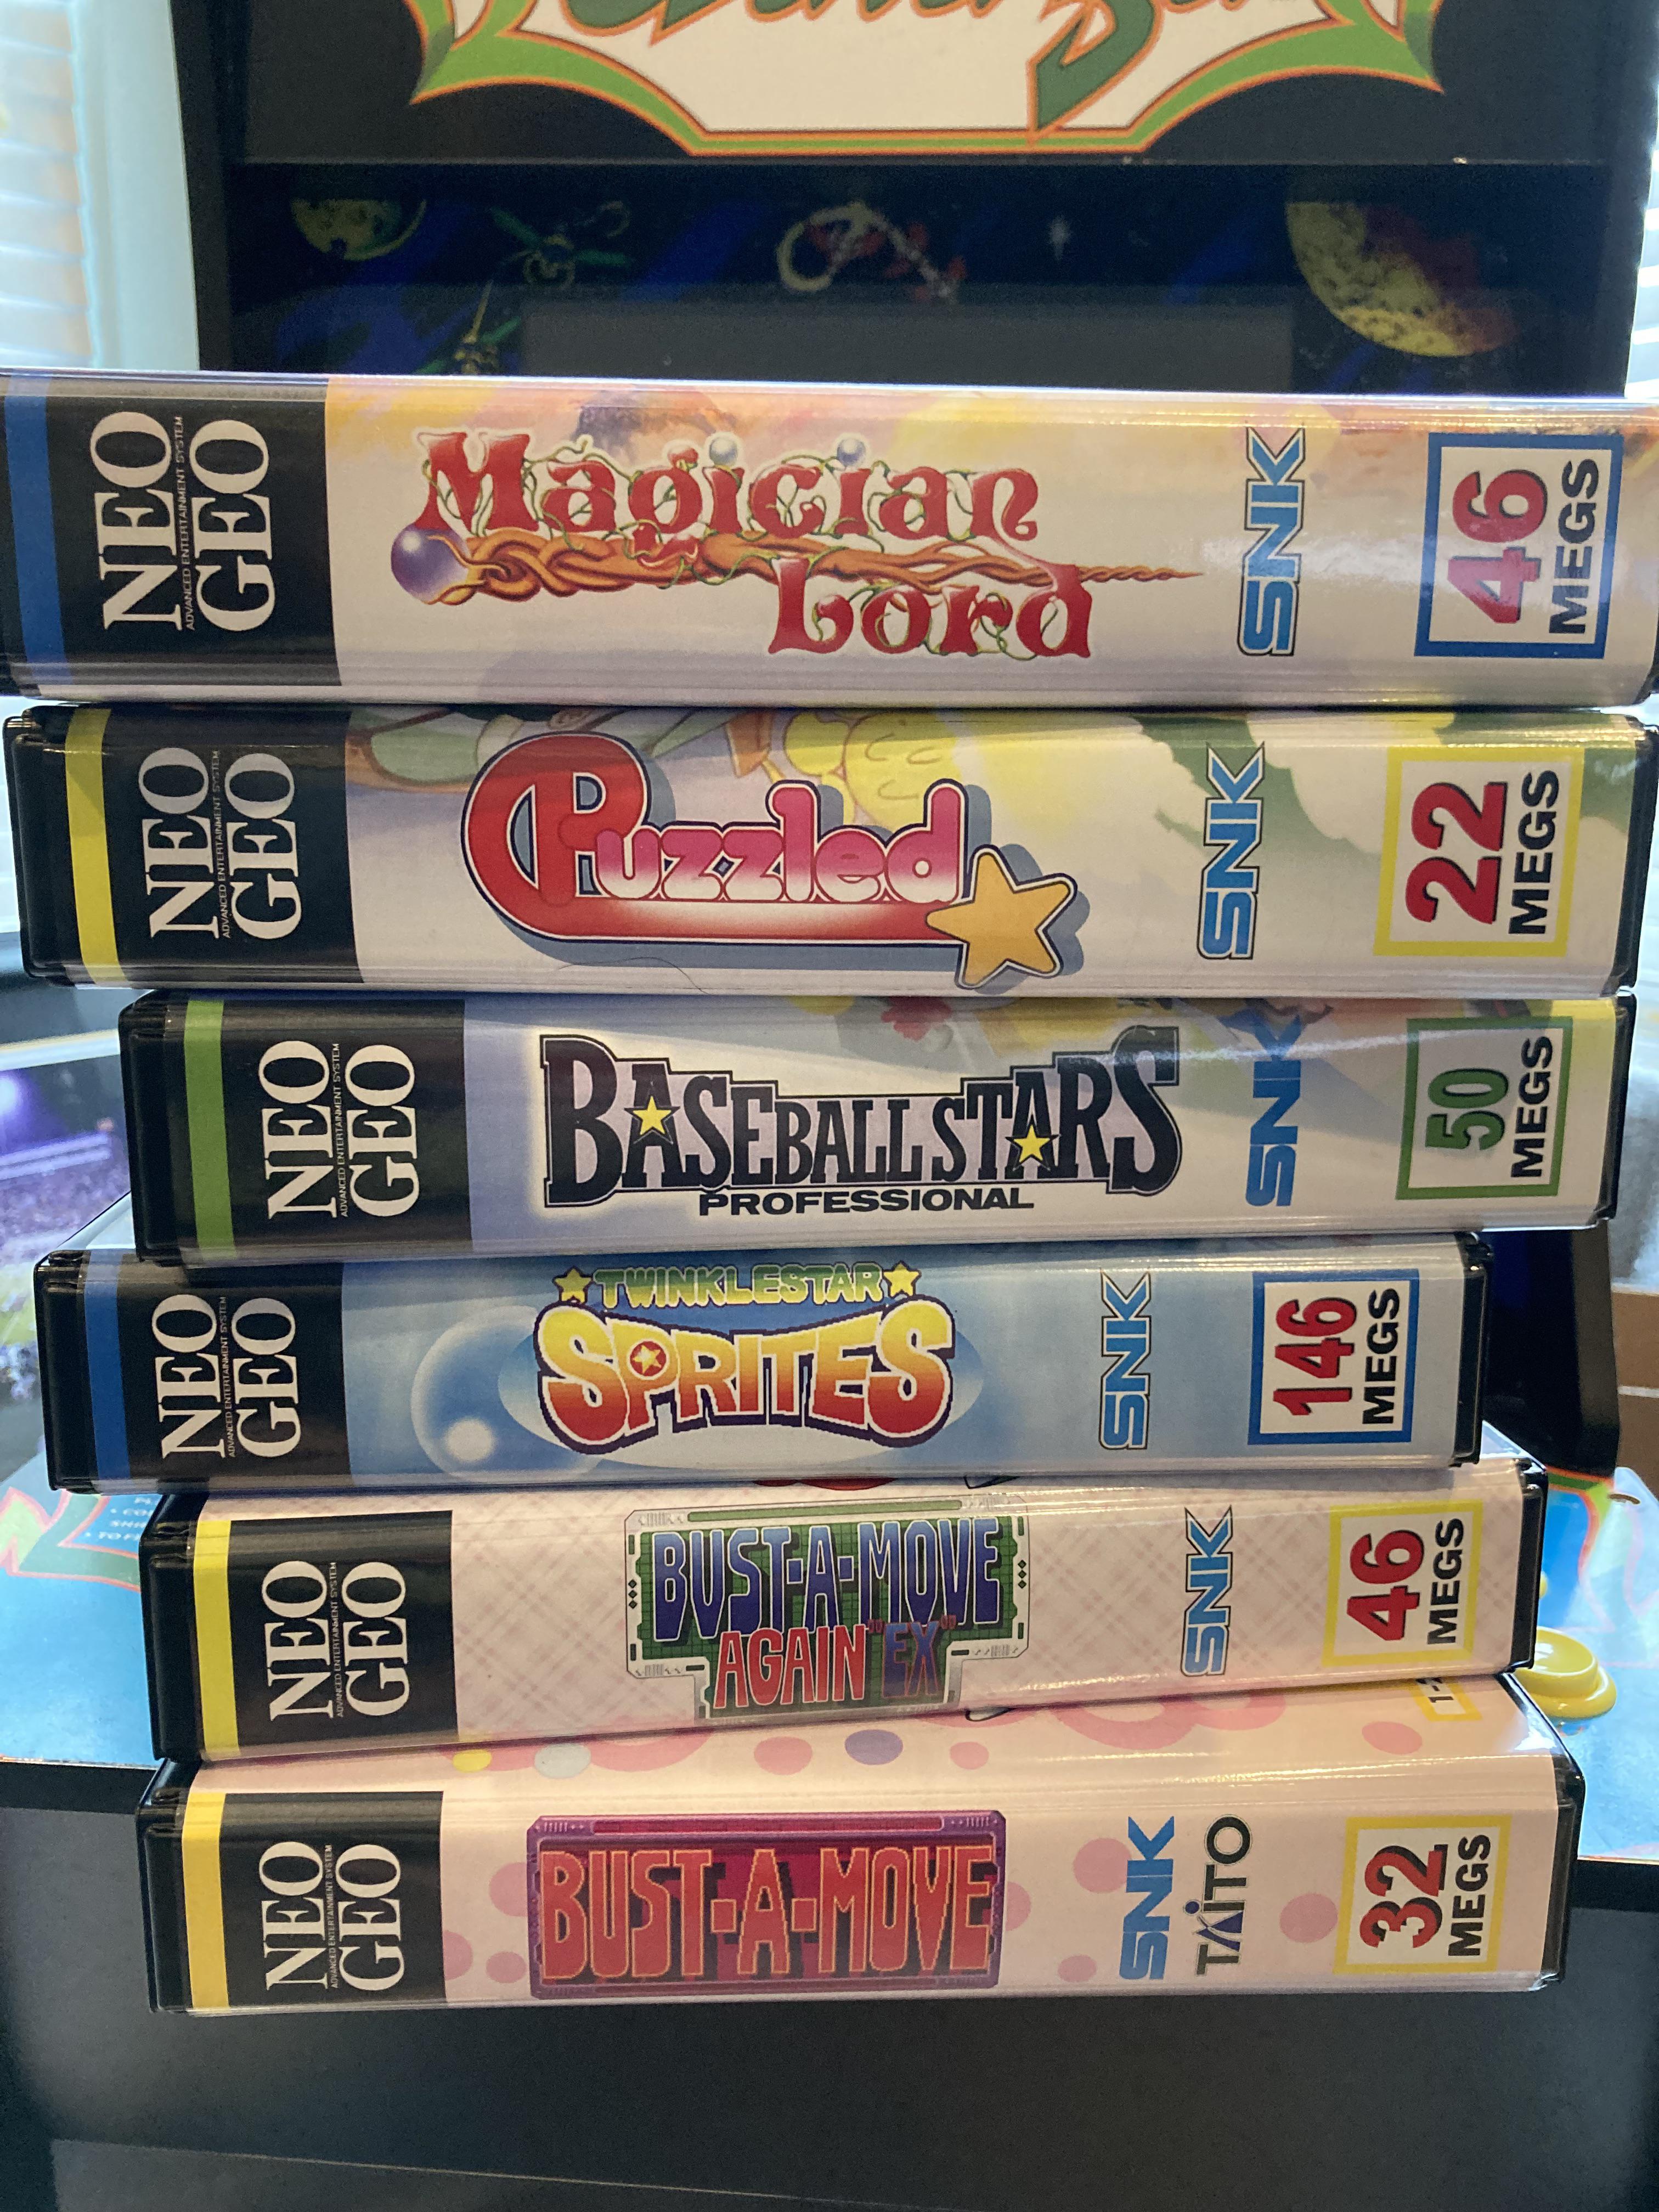 NEO
GEO
ADVANCED ENTERTAINMENT SYSTEM
Magician
Lord
SNK
46
MEGS
NEO
GEO
ADVANCED ENTERTAINMENT SYSTEM
Puzzled
SNK
22
MEGS
NEO
GEO
ADVANCED ENTERTAINMENT SYSTEM
BASEBALL STARS
PROFESSIONAL
SNK
50
MEGS
NEO
GEO
ADVANCED ENTERTAINMENT SYSTEM
TWINKLESTAR
SPRITES
SNK
146
MEGS
NEO
GEO
ADVANCED ENTERTAINMENT SYSTEM
BUST-A-MOVE
AGAIN "EX"
SNK
46
MEGS
NEO
GEO
ADVANCED ENTERTAINMENT SYSTEM
BUST-A-MOVE
SNK
TAITO
32
MEGS